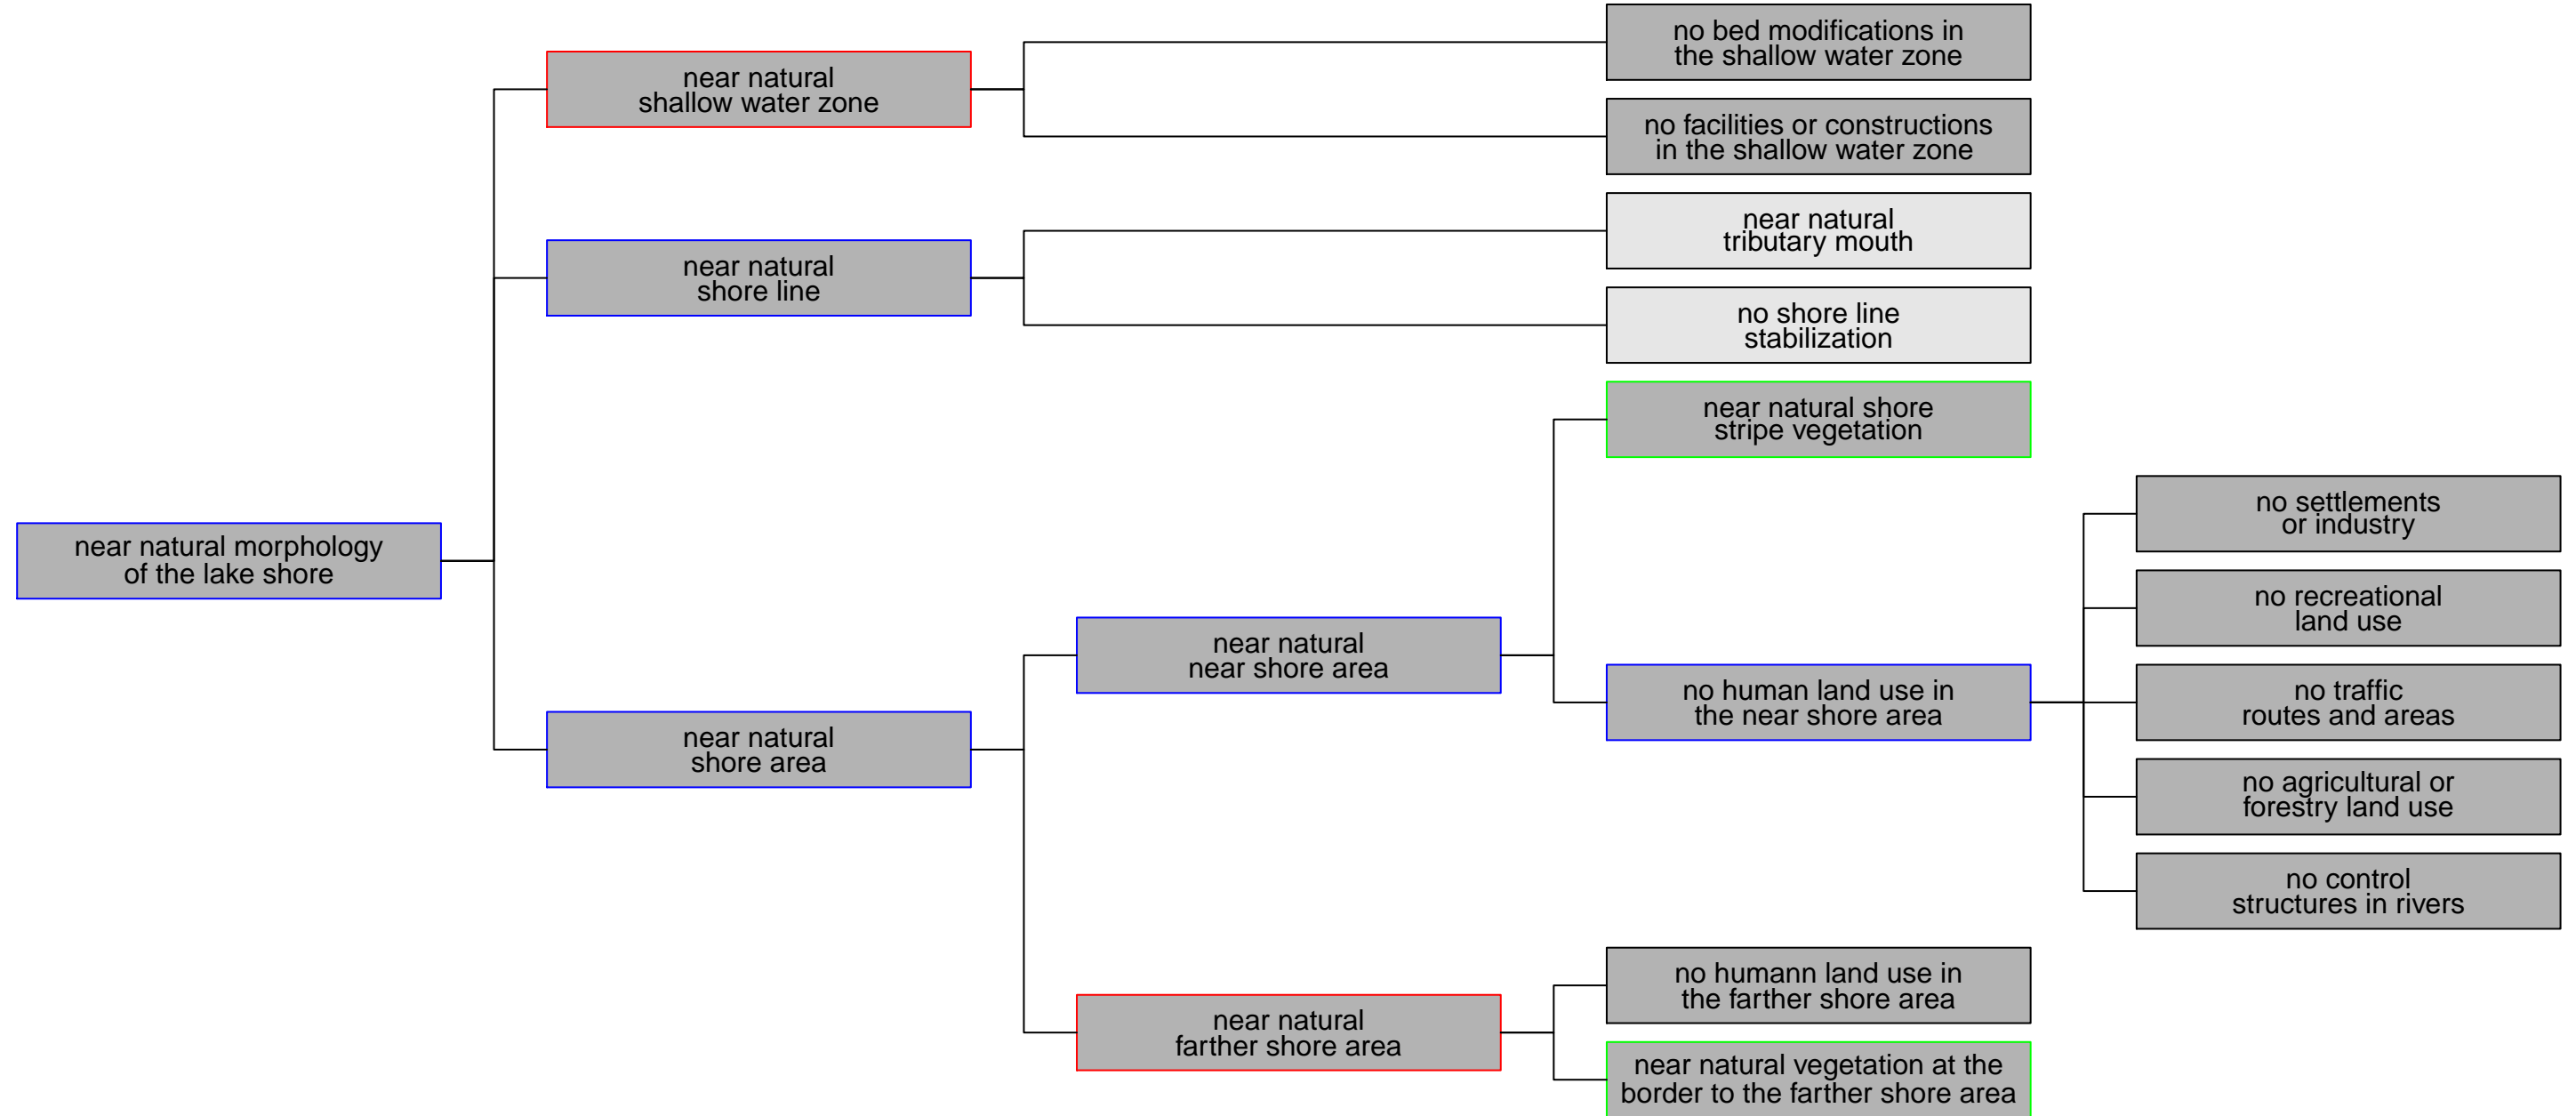 no bed modifications in
the shallow water zone
near natural
shallow water zone
no facilities or constructions
in the shallow water zone
near natural
tributary mouth
near natural
shore line
no shore line
stabilization
near natural shore
stripe vegetation
no settlements
or industry
near natural morphology
of the lake shore
no recreational
land use
near natural
near shore area
no human land use in
the near shore area
no traffic
routes and areas
near natural
shore area
no agricultural or
forestry land use
no control
structures in rivers
no humann land use in
the farther shore area
near natural
farther shore area
near natural vegetation at the
border to the farther shore area